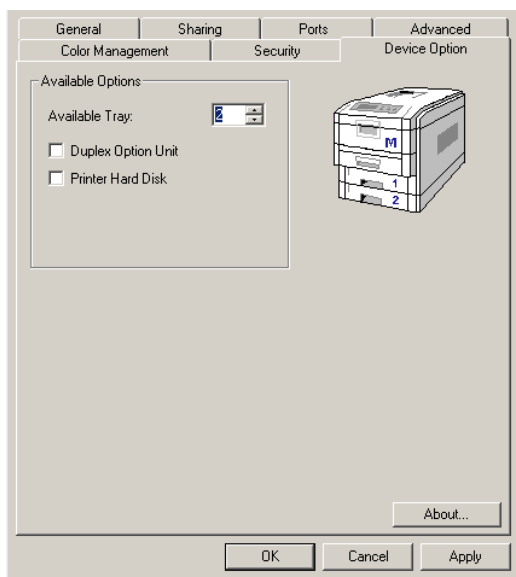 General Sharing Ports Advanced
Color Management Security Device Option
Available Options
Available Tray: 2
Duplex Option Unit
Printer Hard Disk
M
1
2
About...
OK Cancel Apply